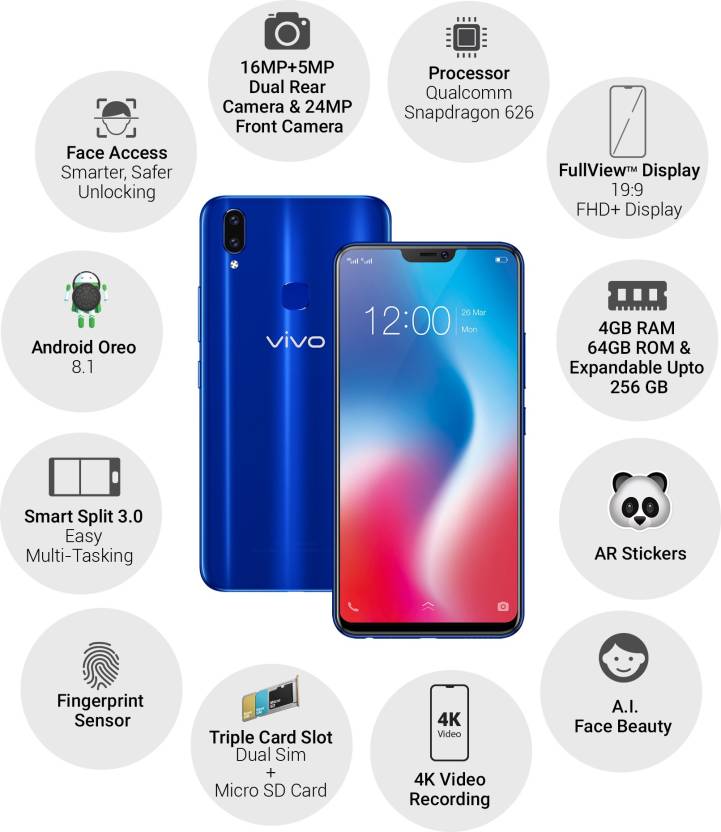 16MP+5MP
Dual Rear
Camera & 24MP
Front Camera
Processor
Qualcomm
Snapdragon 626
Face Access
Smarter, Safer
Unlocking
FullView™ Display
19:9
FHD+ Display
Android Oreo
8.1
vivo
12:00
26 Mar
Mon
4GB RAM
64GB ROM &
Expandable Upto
256 GB
Smart Split 3.0
Easy
Multi-Tasking
AR Stickers
Fingerprint
Sensor
Triple Card Slot
Dual Sim
+
Micro SD Card
4K
Video
4K Video
Recording
A.I.
Face Beauty